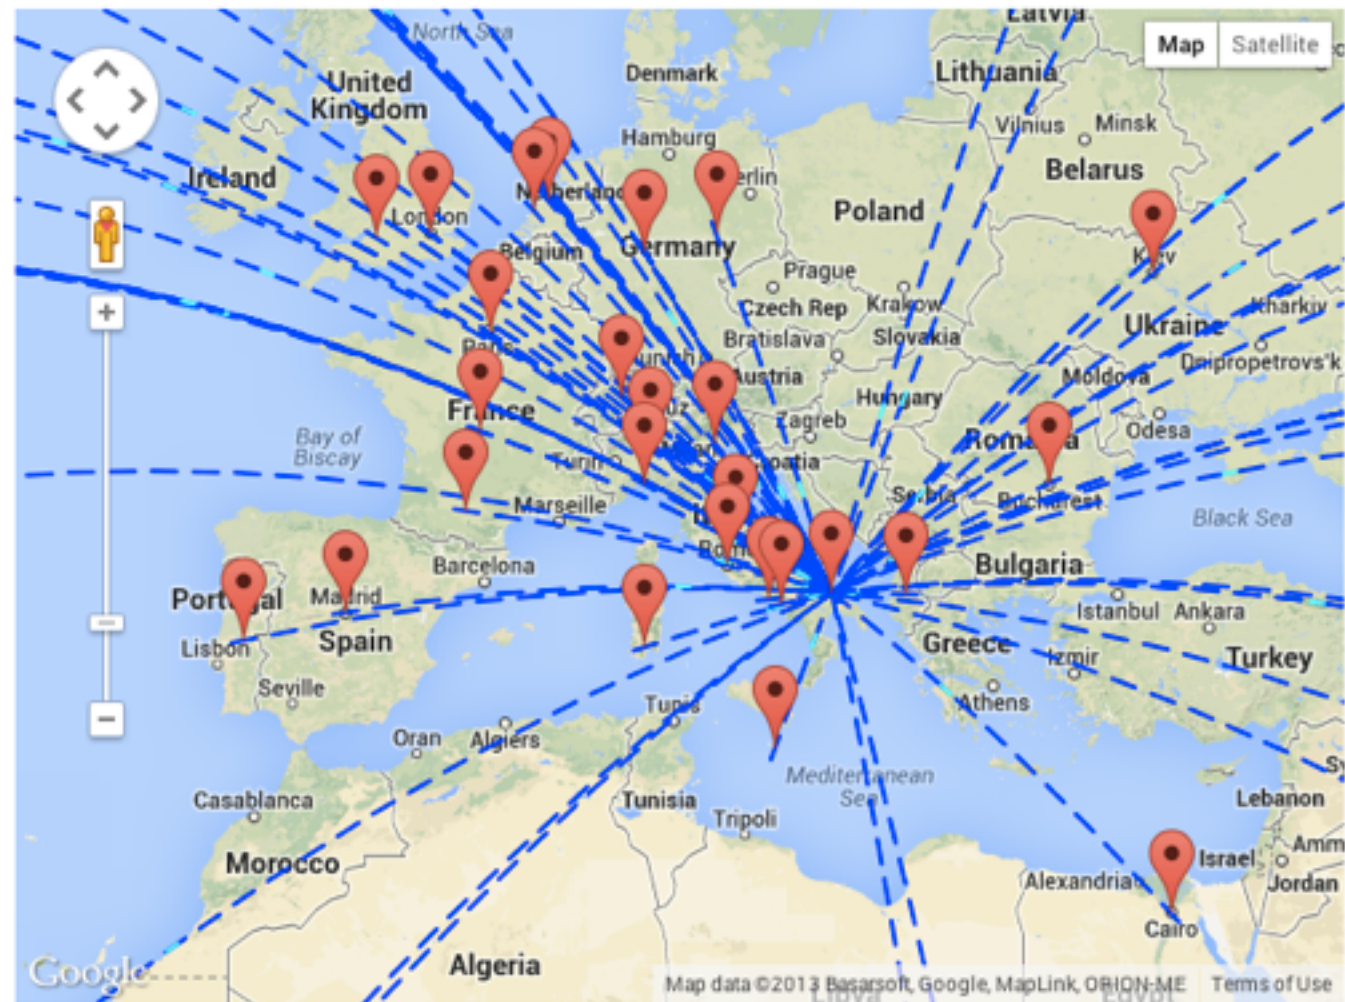 Latvia
North Sea
Map
Satellite
Denmark
Lithuania
United
Kingdom
Hamburg
Vilnius
Minsk
Ireland
Belarus
London
Poland
Belgium
Germany
Prague
Czech Rep
Krakow
Kharkiv
Ukraine
Bratislava
Slovakia
Dnipropetrovs'k
Austria
Moldova
France
Hungary
Zagreb
Odesa
Bay of
Biscay
Turin
Serbia
Marseille
Bucharest
Black Sea
Barcelona
Bulgaria
Portugal
Madrid
Istanbul
Ankara
Lisbon
Spain
Greece
Izmir
Turkey
Seville
Tunis
Athens
Oran
Algiers
Mediterranean
Sea
Casablanca
Tunisia
Lebanon
Tripoli
Morocco
Israel
Alexandria
Jordan
Cairo
Algeria
Google
Map data ©2013 Basarsoft, Google, MapLink, ORION-ME
Terms of Use
Libya
Egypt